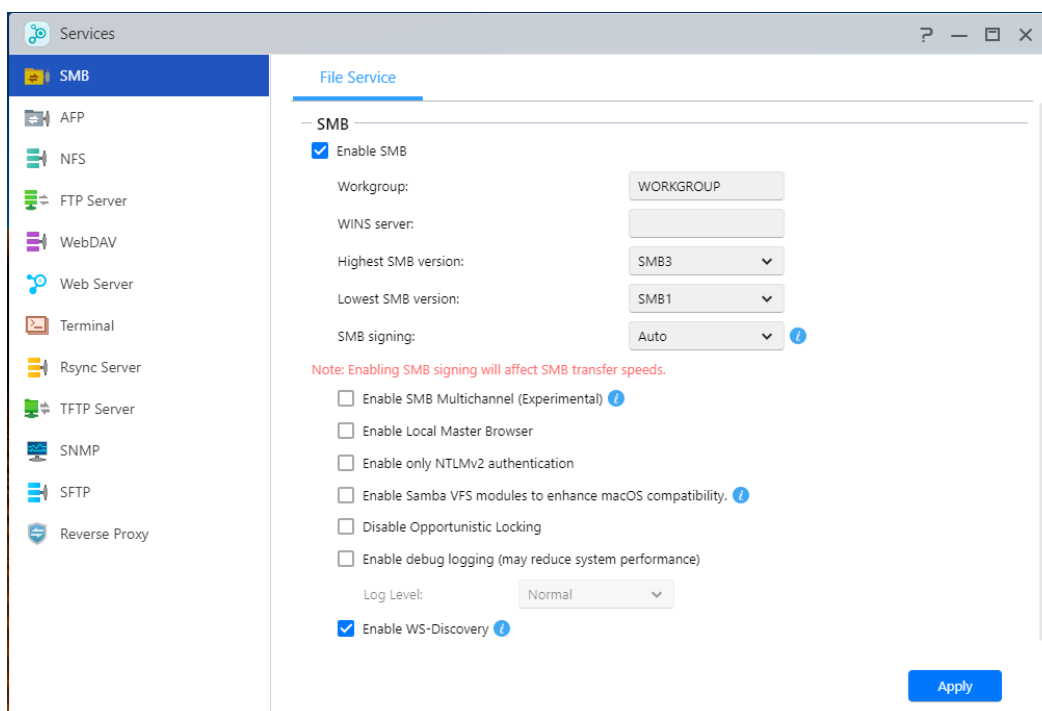 Services
SMB
AFP
NFS
FTP Server
WebDAV
Web Server
Terminal
Rsync Server
TFTP Server
SNMP
SFTP
Reverse Proxy
File Service
SMB
Enable SMB
Workgroup: WORKGROUP
WINS server:
Highest SMB version: SMB3
Lowest SMB version: SMB1
SMB signing: Auto
Note: Enabling SMB signing will affect SMB transfer speeds.
Enable SMB Multichannel (Experimental)
Enable Local Master Browser
Enable only NTLMv2 authentication
Enable Samba VFS modules to enhance macOS compatibility.
Disable Opportunistic Locking
Enable debug logging (may reduce system performance)
Log Level: Normal
Enable WS-Discovery
Apply